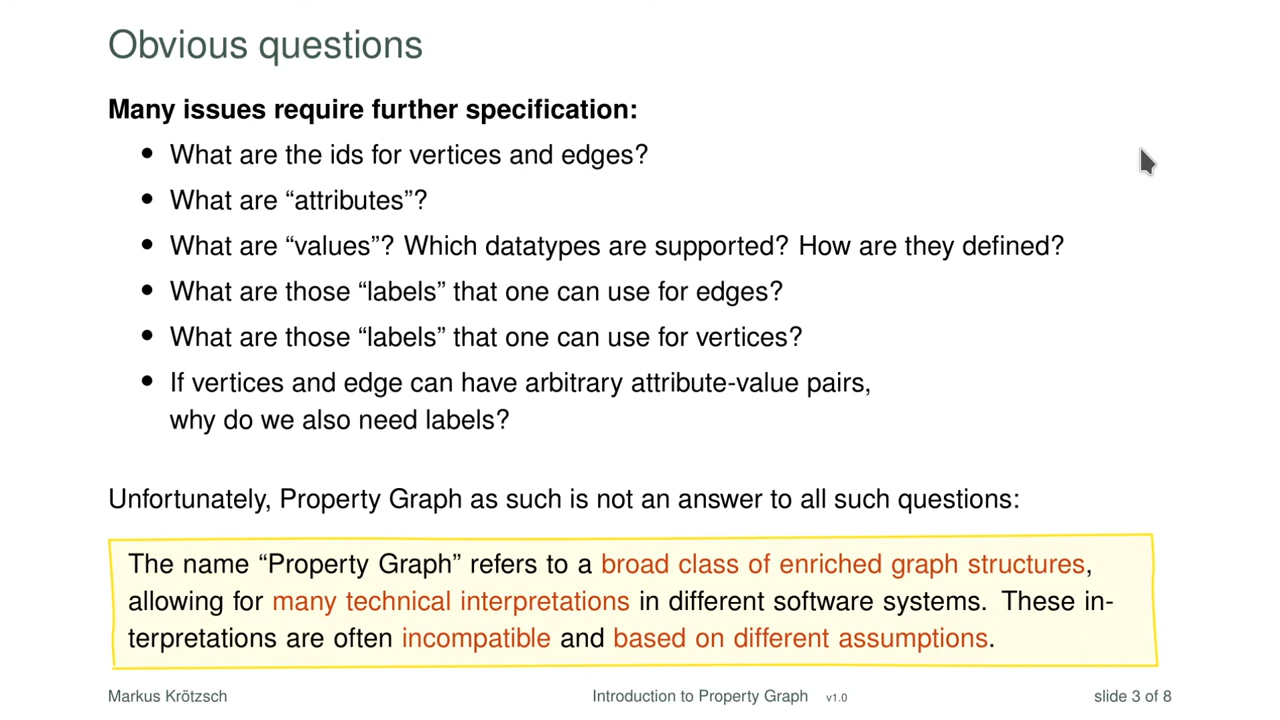 Obvious questions
Many issues require further specification:
• What are the ids for vertices and edges?
• What are “attributes”?
• What are “values”? Which datatypes are supported? How are they defined?
• What are those “labels” that one can use for edges?
• What are those “labels” that one can use for vertices?
• If vertices and edge can have arbitrary attribute-value pairs,
why do we also need labels?
Unfortunately, Property Graph as such is not an answer to all such questions:
The name “Property Graph” refers to a broad class of enriched graph structures,
allowing for many technical interpretations in different software systems. These in-
terpretations are often incompatible and based on different assumptions.
Markus Krötzsch Introduction to Property Graph v1.0 slide 3 of 8